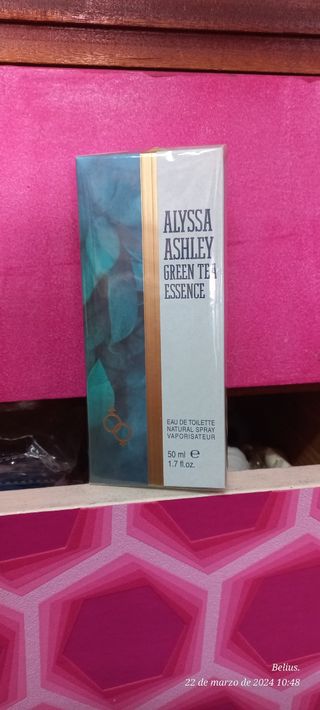 ALYSSA
ASHLEY
GREEN TEA
ESSENCE
EAU DE TOILETTE
NATURAL SPRAY
VAPORISATEUR
50 ml ℮
1.7 fl.oz.
Belius.
22 de marzo de 2024 10:48